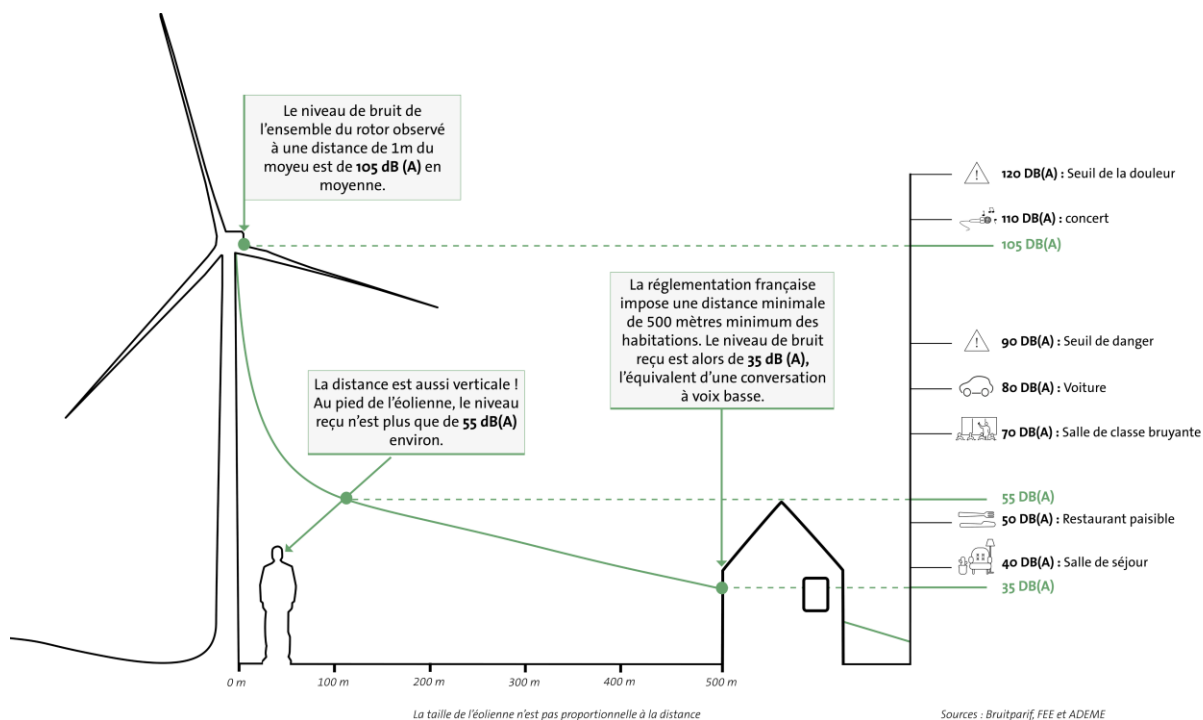 Le niveau de bruit de
l'ensemble du rotor observé
à une distance de 1m du
moyeu est de 105 dB (A) en
moyenne.
La distance est aussi verticale !
Au pied de l'éolienne, le niveau
reçu n'est plus que de 55 dB(A)
environ.
La réglementation française
impose une distance minimale
de 500 mètres minimum des
habitations. Le niveau de bruit
reçu est alors de 35 dB (A),
l'équivalent d'une conversation
à voix basse.
120 DB(A) : Seuil de la douleur
110 DB(A) : concert
105 DB(A)
90 DB(A) : Seuil de danger
80 DB(A) : Voiture
70 DB(A) : Salle de classe bruyante
55 DB(A)
50 DB(A) : Restaurant paisible
40 DB(A) : Salle de séjour
35 DB(A)
0 m
100 m
200 m
300 m
400 m
500 m
La taille de l'éolienne n'est pas proportionnelle à la distance
Sources : Bruitparif, FEE et ADEME